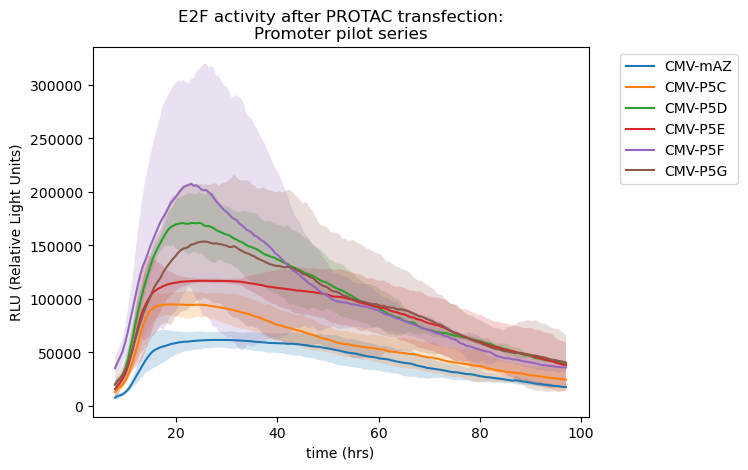 E2F activity after PROTAC transfection:
Promoter pilot series
RLU (Relative Light Units)
300000
250000
200000
150000
100000
50000
0
20
40
60
80
100
time (hrs)
CMV-mAZ
CMV-P5C
CMV-P5D
CMV-P5E
CMV-P5F
CMV-P5G